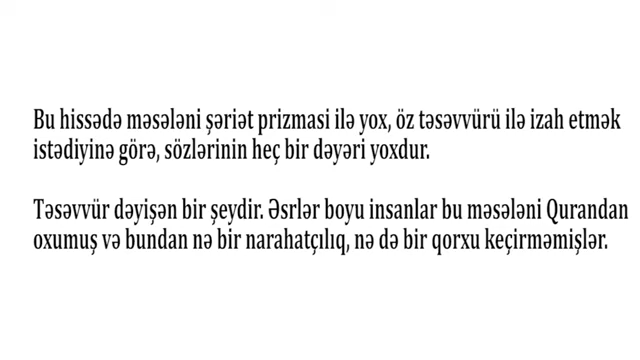 Bu hissədə məsələni şəriət prizmasi ilə yox, öz təsəvvürü ilə izah etmək
istədiyinə görə, sözlərinin heç bir dəyəri yoxdur.
Təsəvvür dəyişən bir şeydir. Əsrlər boyu insanlar bu məsələni Qurandan
oxumuş və bundan nə bir narahatçılıq, nə də bir qorxu keçirməmişlər.